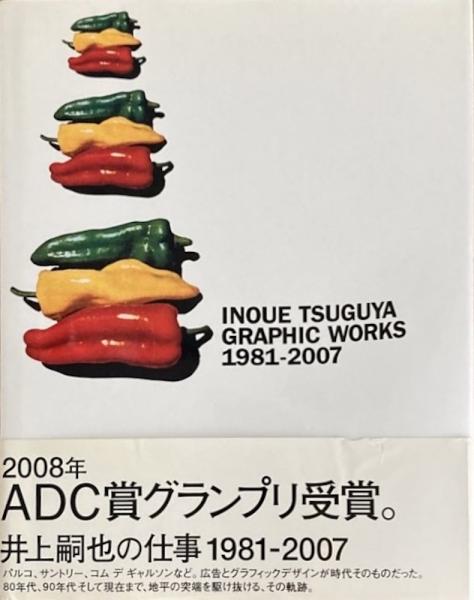 INOUE TSUGUYA
GRAPHIC WORKS
1981-2007
2008年
ADC賞グランプリ受賞。
井上嗣也の仕事1981-2007
パルコ、サントリー、コム デ ギャルソンなど。広告とグラフィックデザインが時代そのものだった。
80年代、90年代そして現在まで、地平の突端を駆け抜ける、その軌跡。